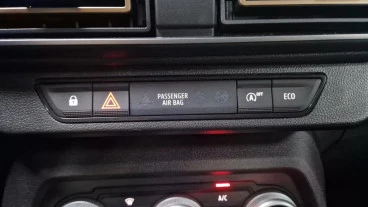 PASSENGER
AIR BAG
A OFF
ECO
A/C